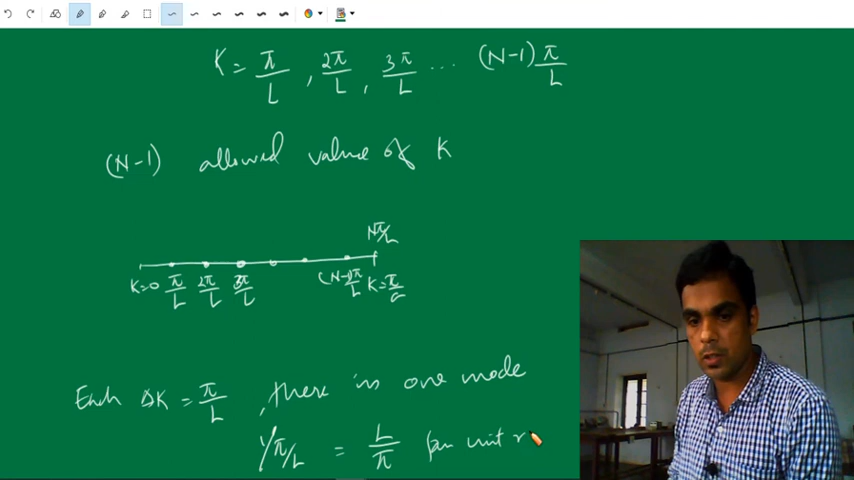 K = π/L , 2π/L , 3π/L ... (N-1) π/L
(N-1) allowed value of K
Nπ/L
K=0 π/L 2π/L 3π/L (N-1)π/L K=π/a
Each ΔK = π/L , there is one mode
1/π/L = L/π per unit r